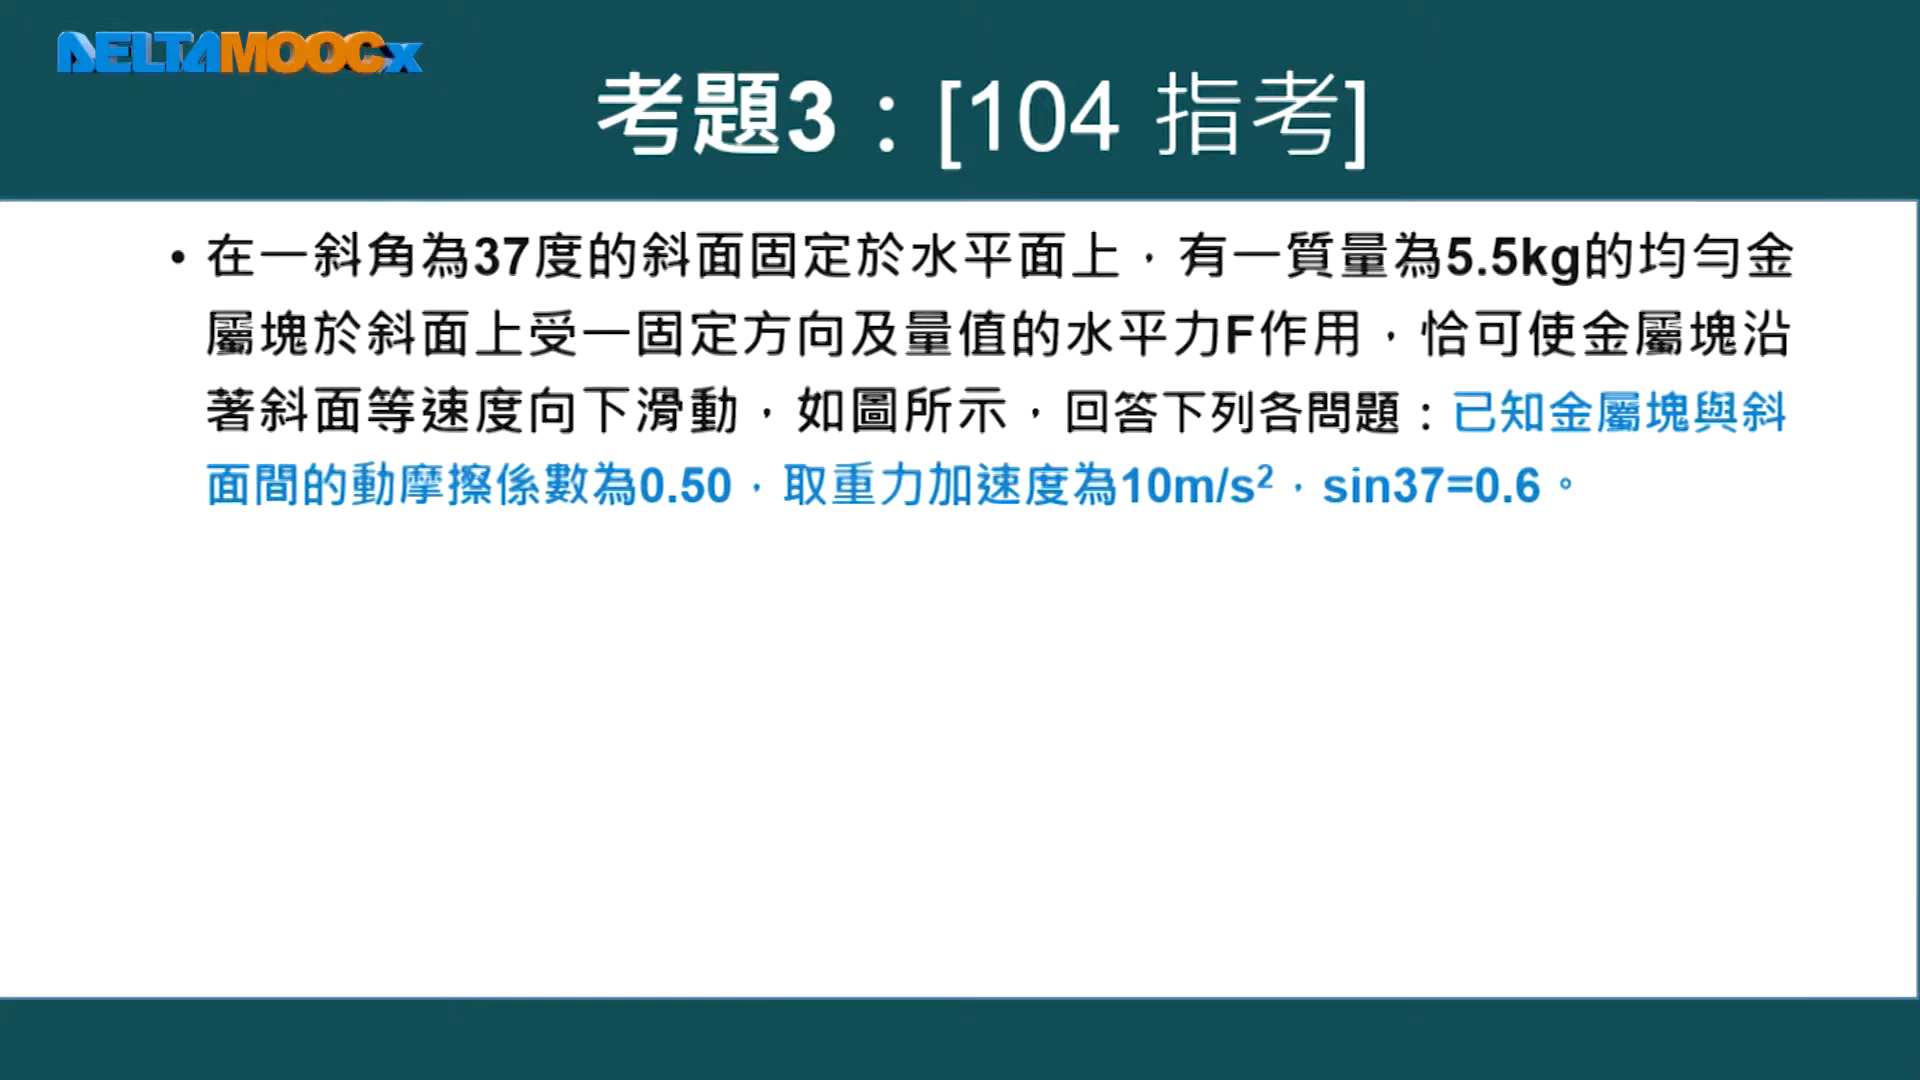 DELTAMOOCx
考題3：[104 指考]
• 在一斜角為37度的斜面固定於水平面上，有一質量為5.5kg的均勻金
屬塊於斜面上受一固定方向及量值的水平力F作用，恰可使金屬塊沿
著斜面等速度向下滑動，如圖所示，回答下列各問題：已知金屬塊與斜
面間的動摩擦係數為0.50，取重力加速度為10m/s²，sin37=0.6。